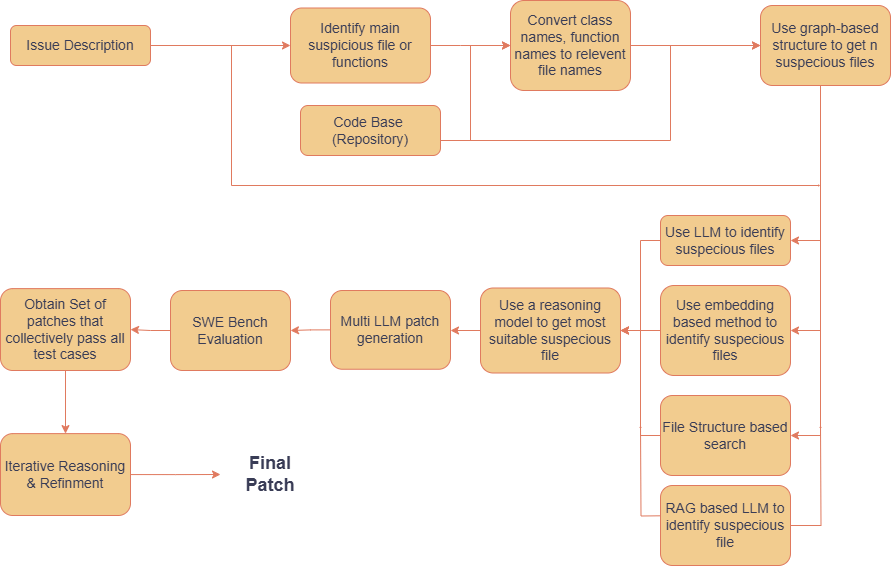 Issue Description
Identify main
suspicious file or
functions
Convert class
names, function
names to relevent
file names
Use graph-based
structure to get n
suspecious files
Code Base
(Repository)
Use LLM to identify
suspecious files
Use embedding
based method to
identify suspecious
files
File Structure based
search
RAG based LLM to
identify suspecious
file
Use a reasoning
model to get most
suitable suspecious
file
Multi LLM patch
generation
SWE Bench
Evaluation
Obtain Set of
patches that
collectively pass all
test cases
Iterative Reasoning
& Refinment
Final
Patch